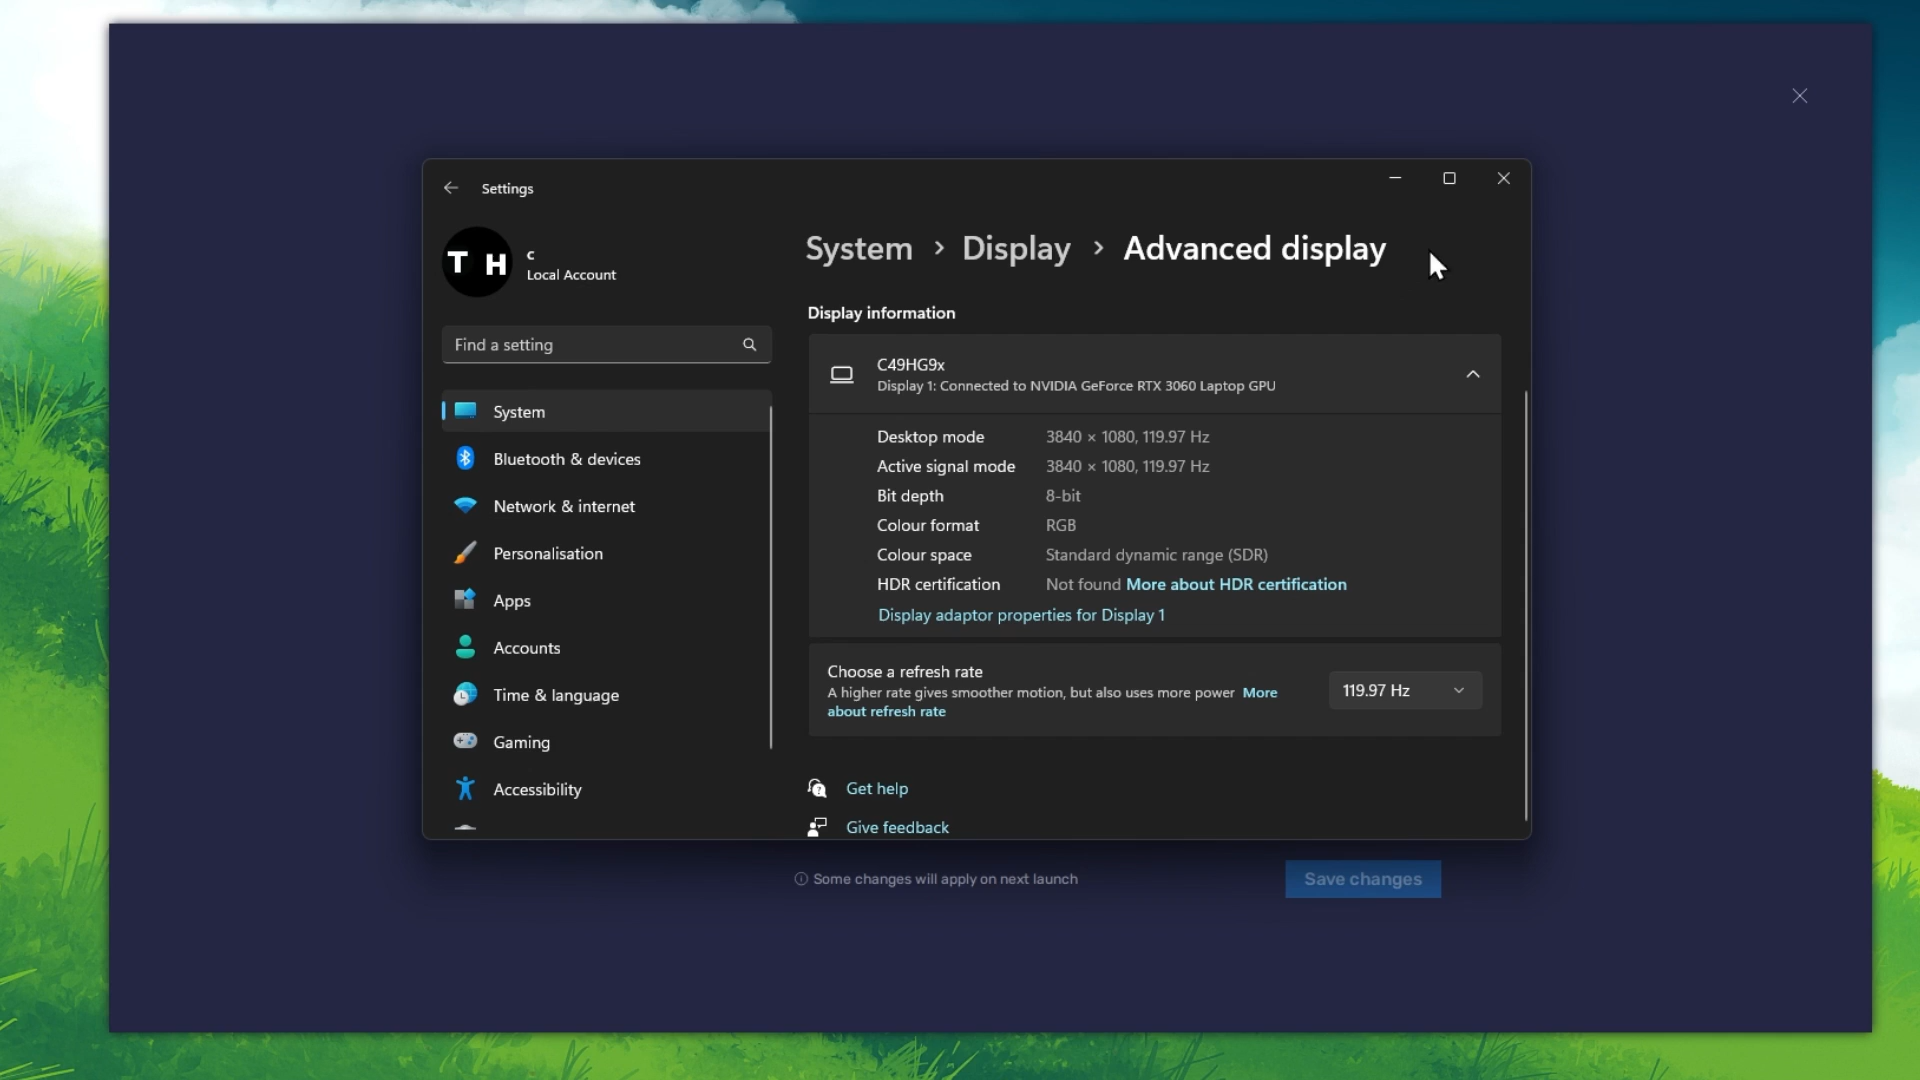 Settings
T H
c
Local Account
Find a setting
System
Bluetooth & devices
Network & internet
Personalisation
Apps
Accounts
Time & language
Gaming
Accessibility
System > Display > Advanced display
Display information
C49HG9x
Display 1: Connected to NVIDIA GeForce RTX 3060 Laptop GPU
Desktop mode 3840 × 1080, 119.97 Hz
Active signal mode 3840 × 1080, 119.97 Hz
Bit depth 8-bit
Colour format RGB
Colour space Standard dynamic range (SDR)
HDR certification Not found More about HDR certification
Display adaptor properties for Display 1
Choose a refresh rate
A higher rate gives smoother motion, but also uses more power More
about refresh rate
119.97 Hz
Get help
Give feedback
Some changes will apply on next launch
Save changes